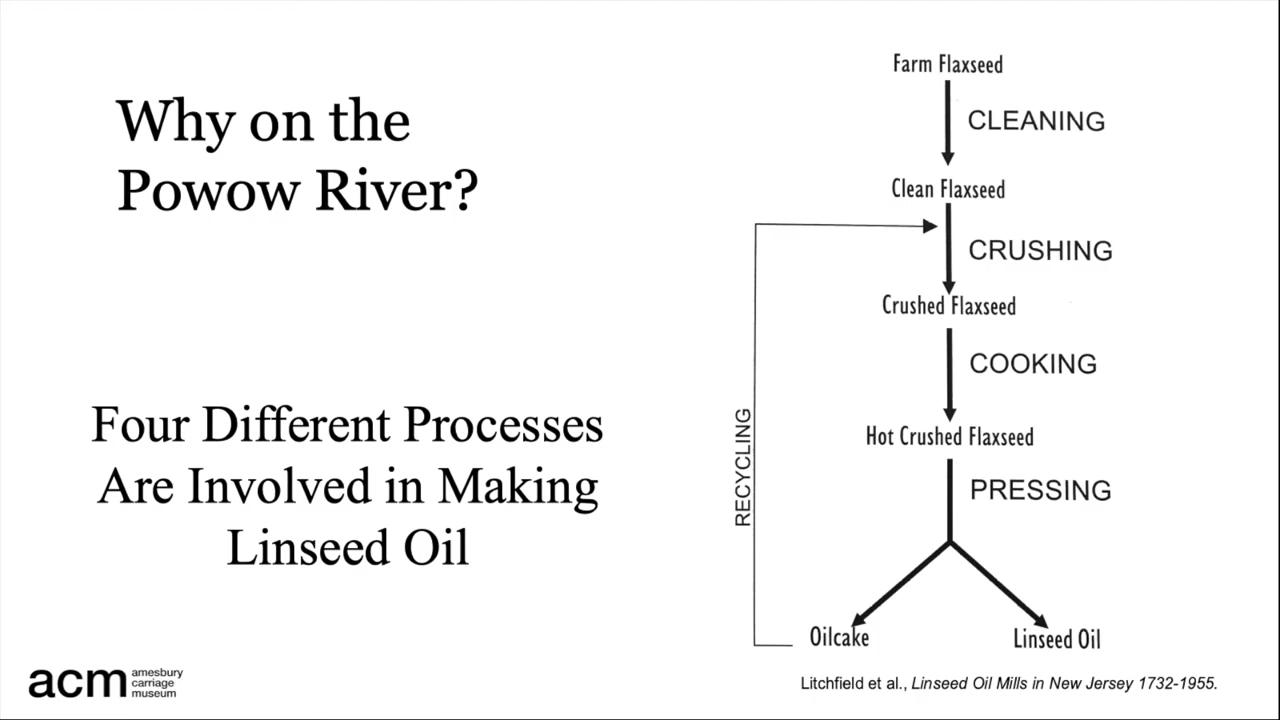 Why on the
Powow River?
Four Different Processes
Are Involved in Making
Linseed Oil
Farm Flaxseed
CLEANING
Clean Flaxseed
CRUSHING
Crushed Flaxseed
COOKING
Hot Crushed Flaxseed
PRESSING
RECYCLING
Oilcake
Linseed Oil
Litchfield et al., Linseed Oil Mills in New Jersey 1732-1955.
acm
amesbury
carriage
museum